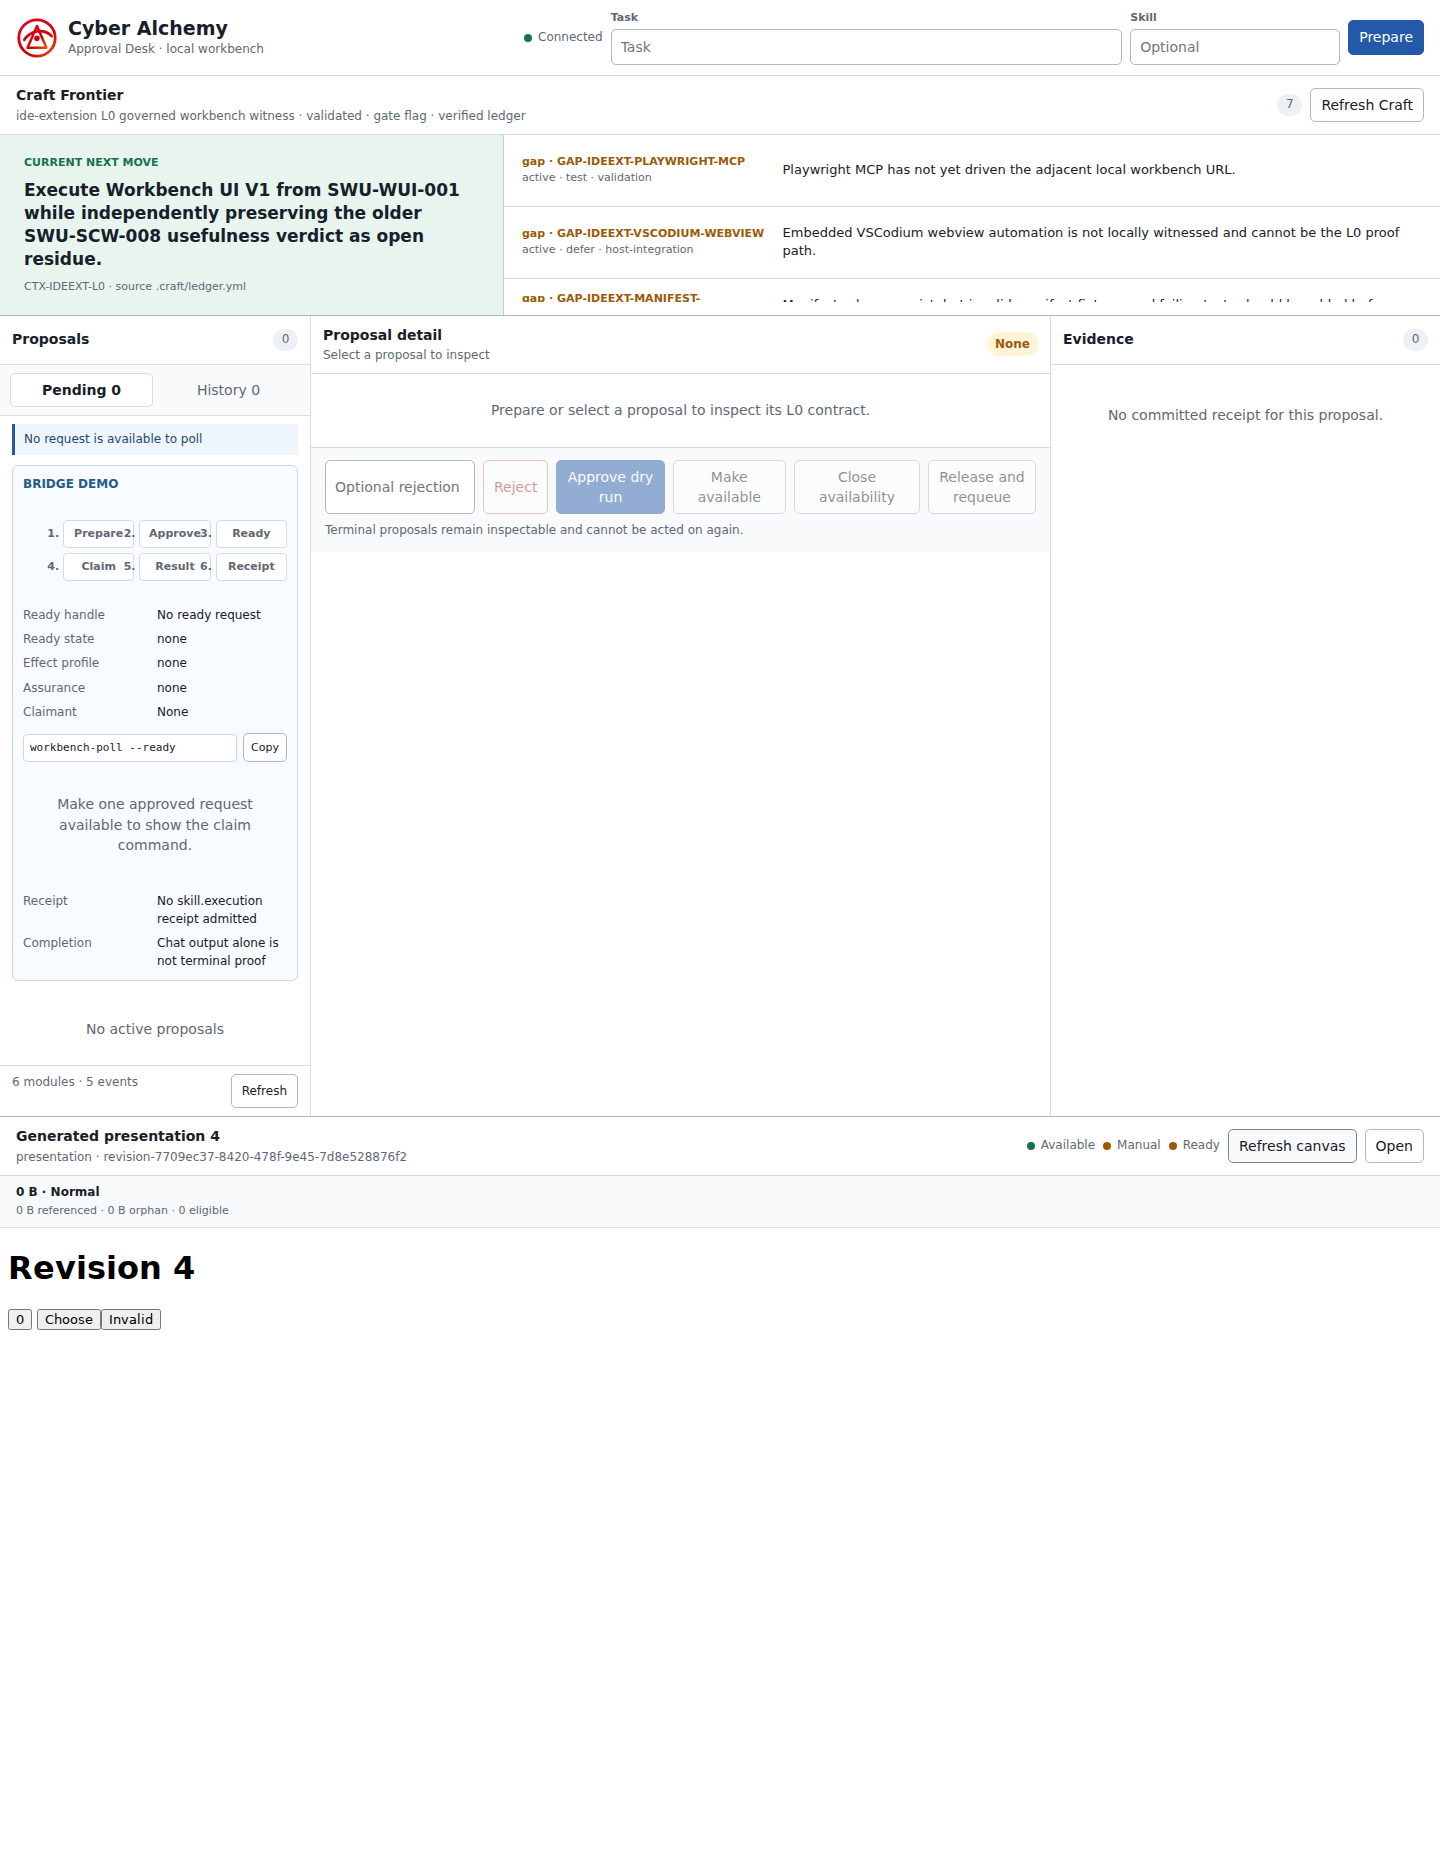 Cyber Alchemy
Approval Desk · local workbench
Connected
Task
Task
Skill
Optional
Prepare
Craft Frontier
ide-extension L0 governed workbench witness · validated · gate flag · verified ledger
7
Refresh Craft
CURRENT NEXT MOVE
Execute Workbench UI V1 from SWU-WUI-001
while independently preserving the older
SWU-SCW-008 usefulness verdict as open
residue.
CTX-IDEEXT-L0 · source .craft/ledger.yml
gap · GAP-IDEEXT-PLAYWRIGHT-MCP
active · test · validation
Playwright MCP has not yet driven the adjacent local workbench URL.
gap · GAP-IDEEXT-VSCODIUM-WEBVIEW
active · defer · host-integration
Embedded VSCodium webview automation is not locally witnessed and cannot be the L0 proof
path.
gap · GAP-IDEEXT-MANIFEST-
Proposals
0
Pending 0
History 0
No request is available to poll
BRIDGE DEMO
1. Prepare 2. Approve 3. Ready
4. Claim 5. Result 6. Receipt
Ready handle No ready request
Ready state none
Effect profile none
Assurance none
Claimant None
workbench-poll --ready
Copy
Make one approved request
available to show the claim
command.
Receipt No skill.execution
receipt admitted
Completion Chat output alone is
not terminal proof
No active proposals
6 modules · 5 events
Refresh
Proposal detail
Select a proposal to inspect
None
Prepare or select a proposal to inspect its L0 contract.
Optional rejection
Reject
Approve dry
run
Make
available
Close
availability
Release and
requeue
Terminal proposals remain inspectable and cannot be acted on again.
Evidence
0
No committed receipt for this proposal.
Generated presentation 4
presentation · revision-7709ec37-8420-478f-9e45-7d8e528876f2
Available Manual Ready
Refresh canvas
Open
0 B · Normal
0 B referenced · 0 B orphan · 0 eligible
Revision 4
0 Choose Invalid